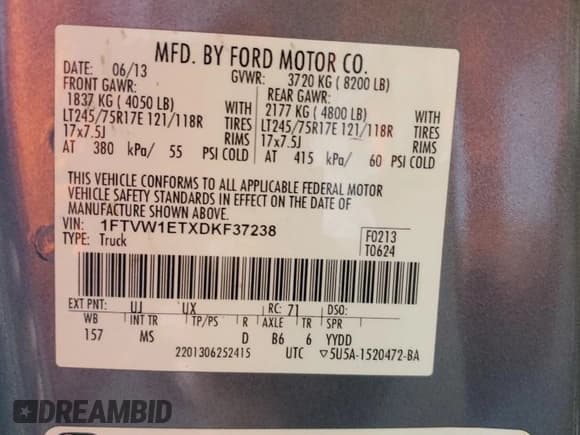 MFD. BY FORD MOTOR CO.
DATE: 06/13 GVWR: 3720 KG ( 8200 LB)
FRONT GAWR: REAR GAWR:
1837 KG ( 4050 LB) WITH 2177 KG ( 4800 LB) WITH
LT245/75R17E 121/118R TIRES LT245/75R17E 121/118R TIRES
17x7.5J RIMS 17x7.5J RIMS
AT 380 kPa/ 55 PSI COLD AT 415 kPa/ 60 PSI COLD
THIS VEHICLE CONFORMS TO ALL APPLICABLE FEDERAL MOTOR
VEHICLE SAFETY STANDARDS IN EFFECT ON THE DATE OF
MANUFACTURE SHOWN ABOVE.
VIN: 1FTVW1ETXDKF37238 F0213
TYPE: Truck T0624
EXT PNT: UJ UX RC: 71 DSO:
WB INT TR TP/PS R AXLE TR SPR
157 MS D B6 6 YYDD
2201306252415 UTC ▽5U5A-1520472-BA
DREAMBID